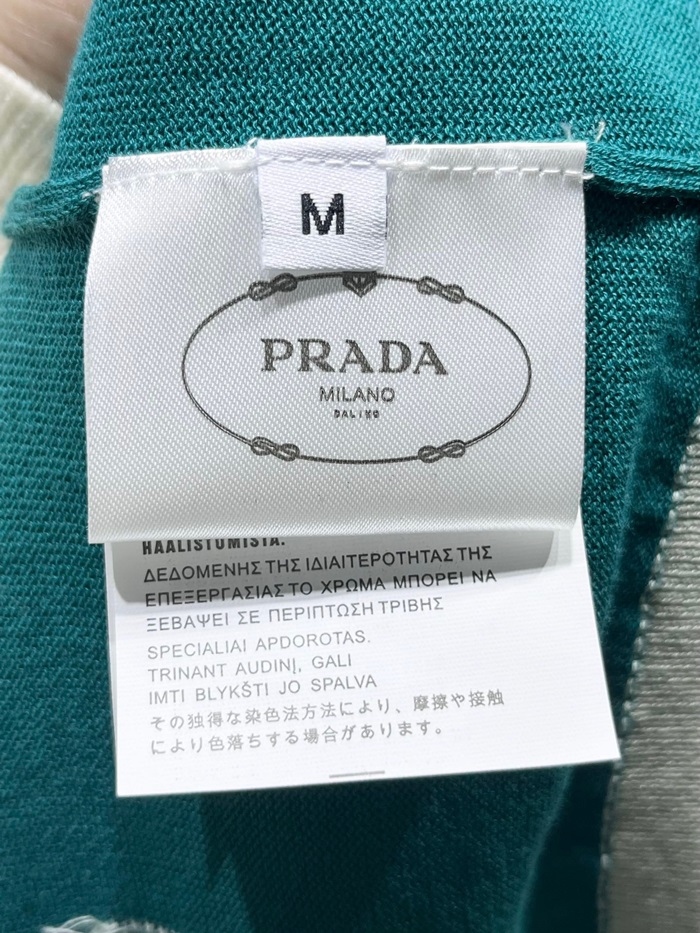 M
PRADA
MILANO
DAL 1913
HAALISTUMISTA.
ΔΕΔΟΜΕΝΗΣ ΤΗΣ ΙΔΙΑΙΤΕΡΟΤΗΤΑΣ ΤΗΣ
ΕΠΕΞΕΡΓΑΣΙΑΣ ΤΟ ΧΡΩΜΑ ΜΠΟΡΕΙ ΝΑ
ΞΕΒΑΨΕΙ ΣΕ ΠΕΡΙΠΤΩΣΗ ΤΡΙΒΗΣ
SPECIALIAI APDOROTAS.
TRINANT AUDINĮ, GALI
IMTI BLYKŠTI JO SPALVA
その独得な染色法方法により、摩擦や接触
により色落ちする場合があります。